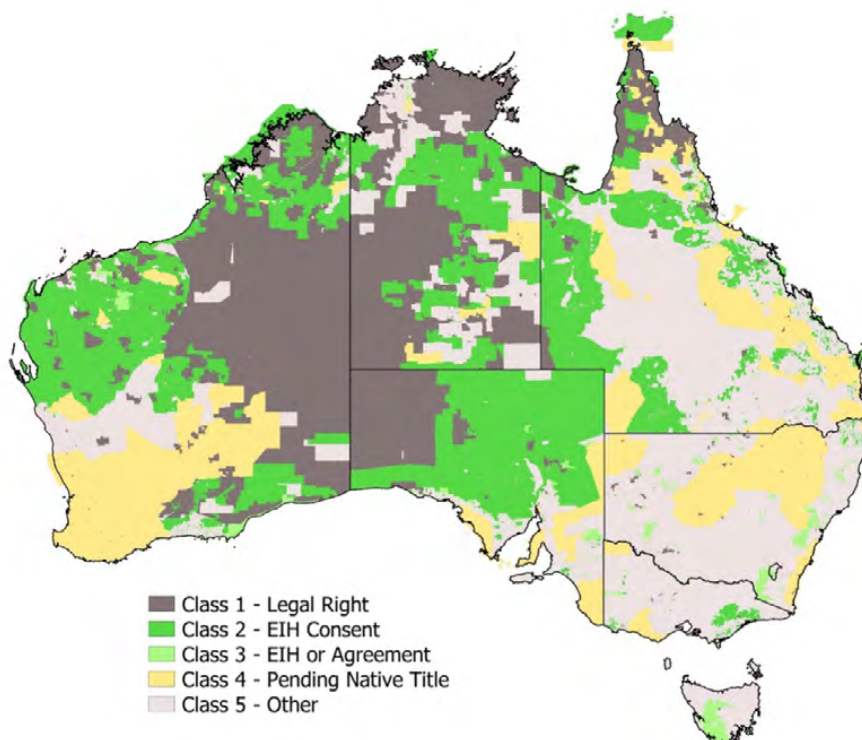 Class 1 - Legal Right
Class 2 - EIH Consent
Class 3 - EIH or Agreement
Class 4 - Pending Native Title
Class 5 - Other